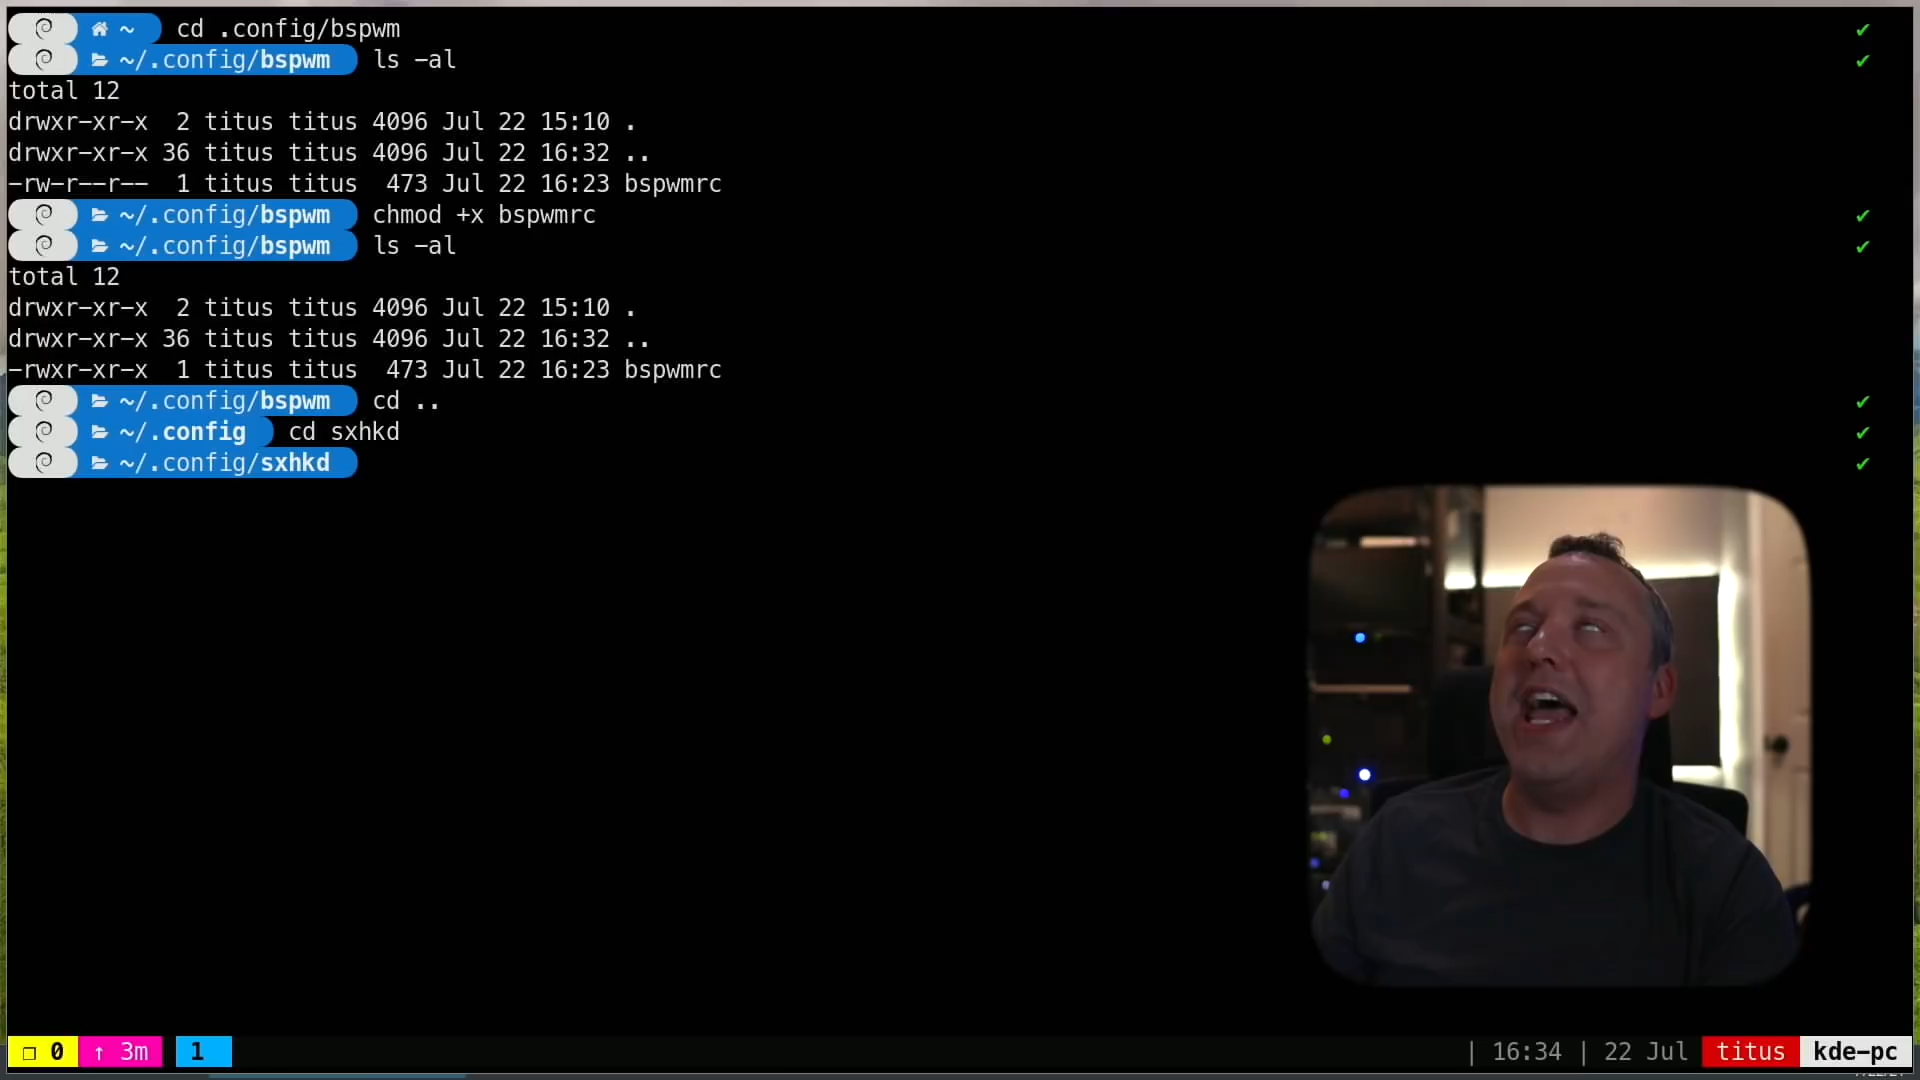 ~ cd .config/bspwm ✔
~/.config/bspwm ls -al ✔
total 12
drwxr-xr-x 2 titus titus 4096 Jul 22 15:10 .
drwxr-xr-x 36 titus titus 4096 Jul 22 16:32 ..
-rw-r--r-- 1 titus titus 473 Jul 22 16:23 bspwmrc
~/.config/bspwm chmod +x bspwmrc ✔
~/.config/bspwm ls -al ✔
total 12
drwxr-xr-x 2 titus titus 4096 Jul 22 15:10 .
drwxr-xr-x 36 titus titus 4096 Jul 22 16:32 ..
-rwxr-xr-x 1 titus titus 473 Jul 22 16:23 bspwmrc
~/.config/bspwm cd .. ✔
~/.config cd sxhkd ✔
~/.config/sxhkd ✔
❐ 0 ↑ 3m 1 | 16:34 | 22 Jul titus kde-pc